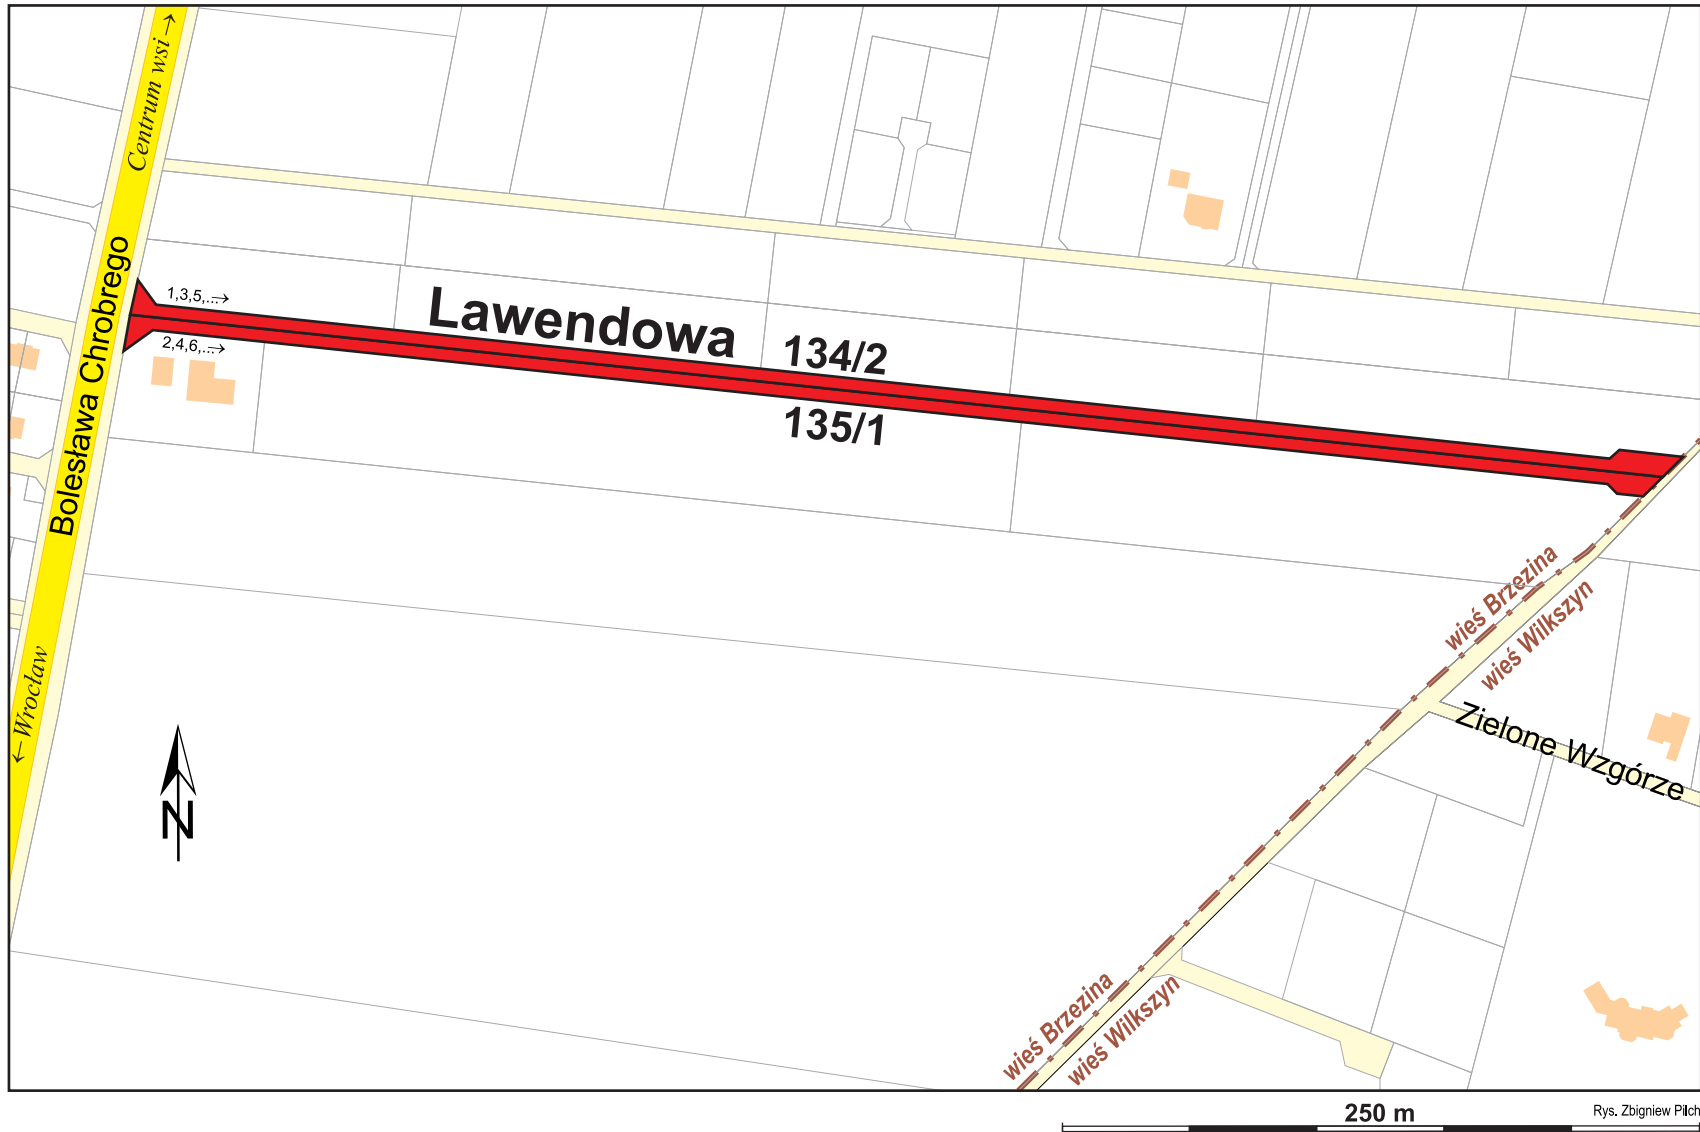 Centrum wsi →
Bolesława Chrobrego
← Wrocław
1,3,5,...→
2,4,6,...→
Lawendowa
134/2
135/1
wieś Brzezina
wieś Wilkszyn
Zielone Wzgórze
wieś Brzezina
wieś Wilkszyn
N
250 m
Rys. Zbigniew Pilch